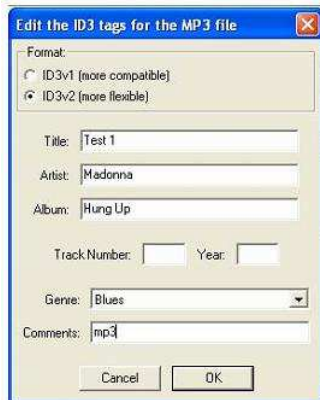 Edit the ID3 tags for the MP3 file
Format:
ID3v1 (more compatible)
ID3v2 (more flexible)
Title: Test 1
Artist: Madonna
Album: Hung Up
Track Number: Year:
Genre: Blues
Comments: mp3
Cancel OK